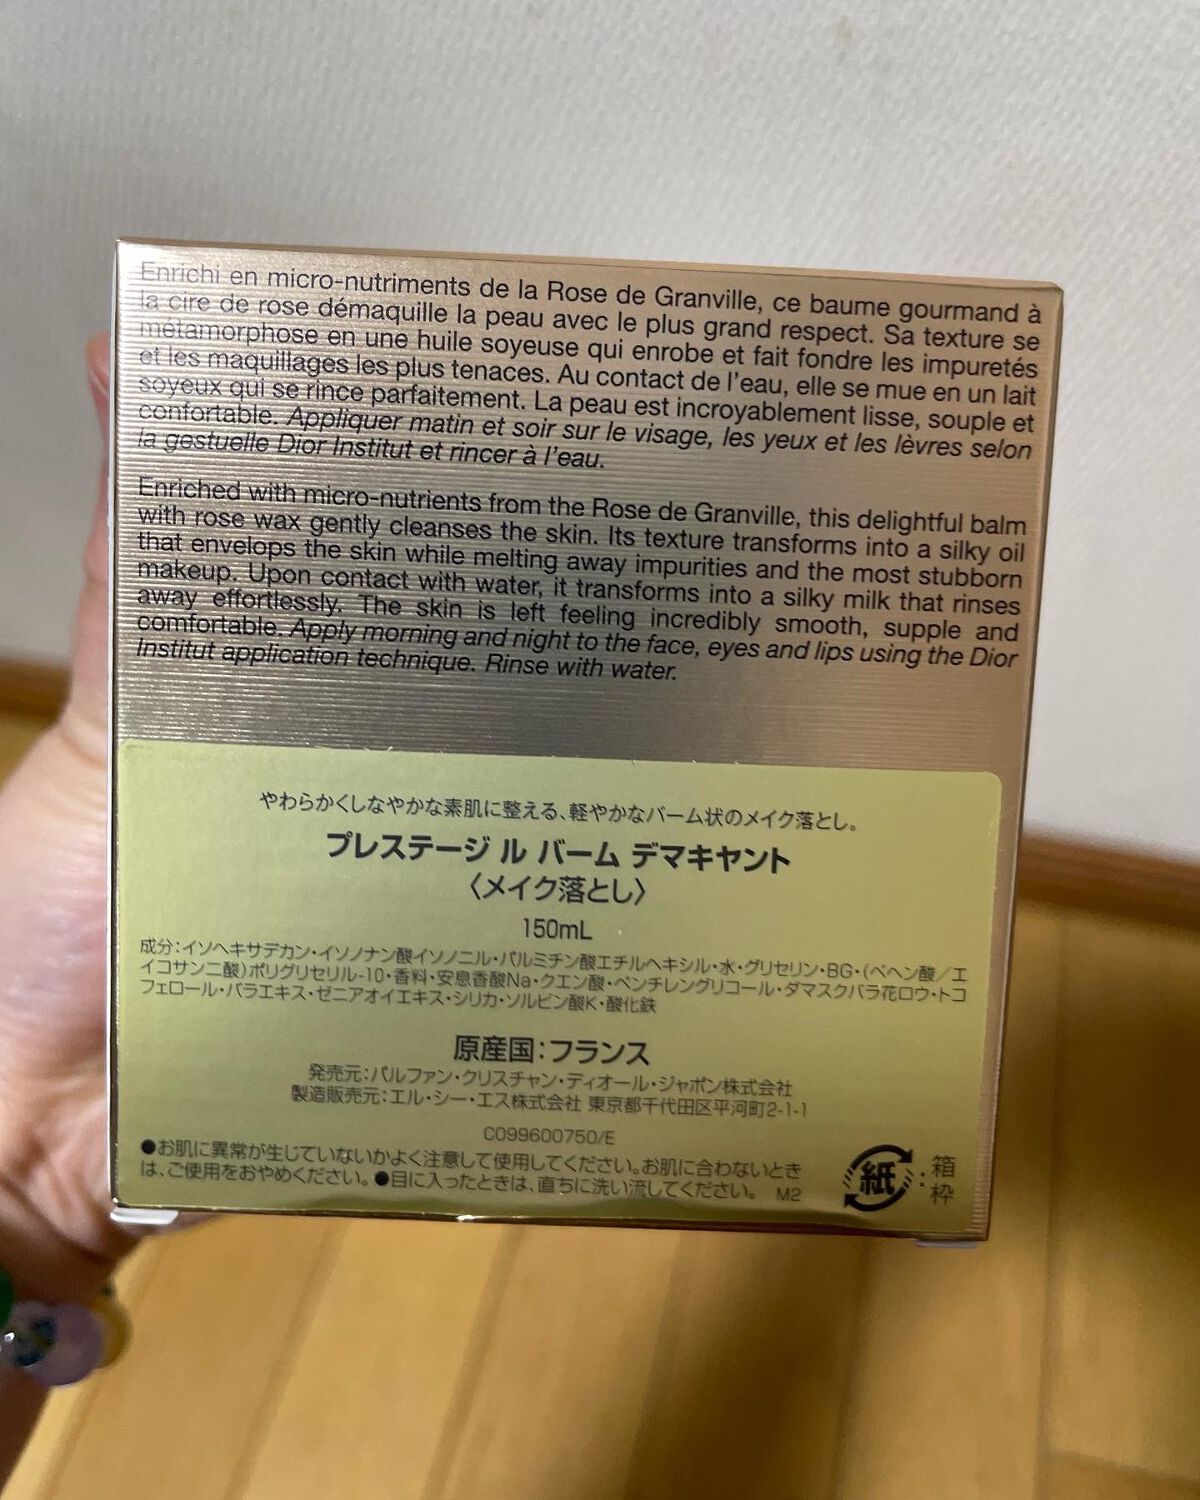 Enrichi en micro-nutriments de la Rose de Granville, ce baume gourmand à
la cire de rose démaquille la peau avec le plus grand respect. Sa texture se
métamorphose en une huile soyeuse qui enrobe et fait fondre les impuretés
et les maquillages les plus tenaces. Au contact de l'eau, elle se mue en un lait
soyeux qui se rince parfaitement. La peau est incroyablement lisse, souple et
confortable. Appliquer matin et soir sur le visage, les yeux et les lèvres selon
la gestuelle Dior Institut et rincer à l'eau.
Enriched with micro-nutrients from the Rose de Granville, this delightful balm
with rose wax gently cleanses the skin. Its texture transforms into a silky oil
that envelops the skin while melting away impurities and the most stubborn
makeup. Upon contact with water, it transforms into a silky milk that rinses
away effortlessly. The skin is left feeling incredibly smooth, supple and
comfortable. Apply morning and night to the face, eyes and lips using the Dior
Institut application technique. Rinse with water.
やわらかくしなやかな素肌に整える、軽やかなバーム状のメイク落とし。
プレステージ ル バーム デマキヤント
〈メイク落とし〉
150mL
成分:イソヘキサデカン・イソノナン酸イソノニル・パルミチン酸エチルヘキシル・水・グリセリン・BG・(ベヘン酸/エ
イコサン二酸)ポリグリセリル-10・香料・安息香酸Na・クエン酸・ペンチレングリコール・ダマスクバラ花ロウ・トコ
フェロール・バラエキス・ゼニアオイエキス・シリカ・ソルビン酸K・酸化鉄
原産国:フランス
発売元:パルファン・クリスチャン・ディオール・ジャポン株式会社
製造販売元:エル・シー・エス株式会社 東京都千代田区平河町2-1-1
C099600750/E
●お肌に異常が生じていないかよく注意して使用してください。お肌に合わないとき
は、ご使用をおやめください。●目に入ったときは、直ちに洗い流してください。 M2
紙:箱
枠